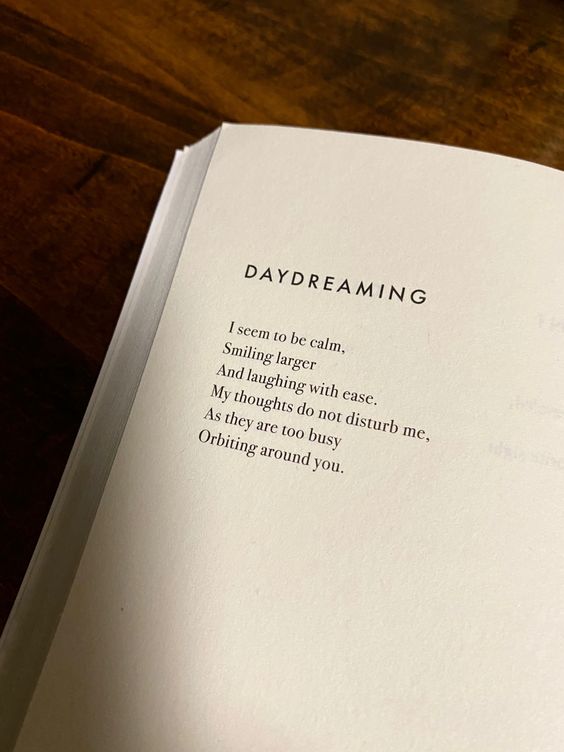 DAYDREAMING
I seem to be calm,
Smiling larger
And laughing with ease.
My thoughts do not disturb me,
As they are too busy
Orbiting around you.